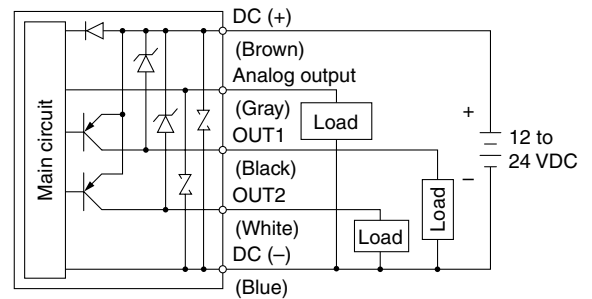 DC (+)
(Brown)
Analog output
(Gray)
OUT1
(Black)
OUT2
(White)
DC (–)
(Blue)
Main circuit
Load
Load
Load
+
12 to
24 VDC
–